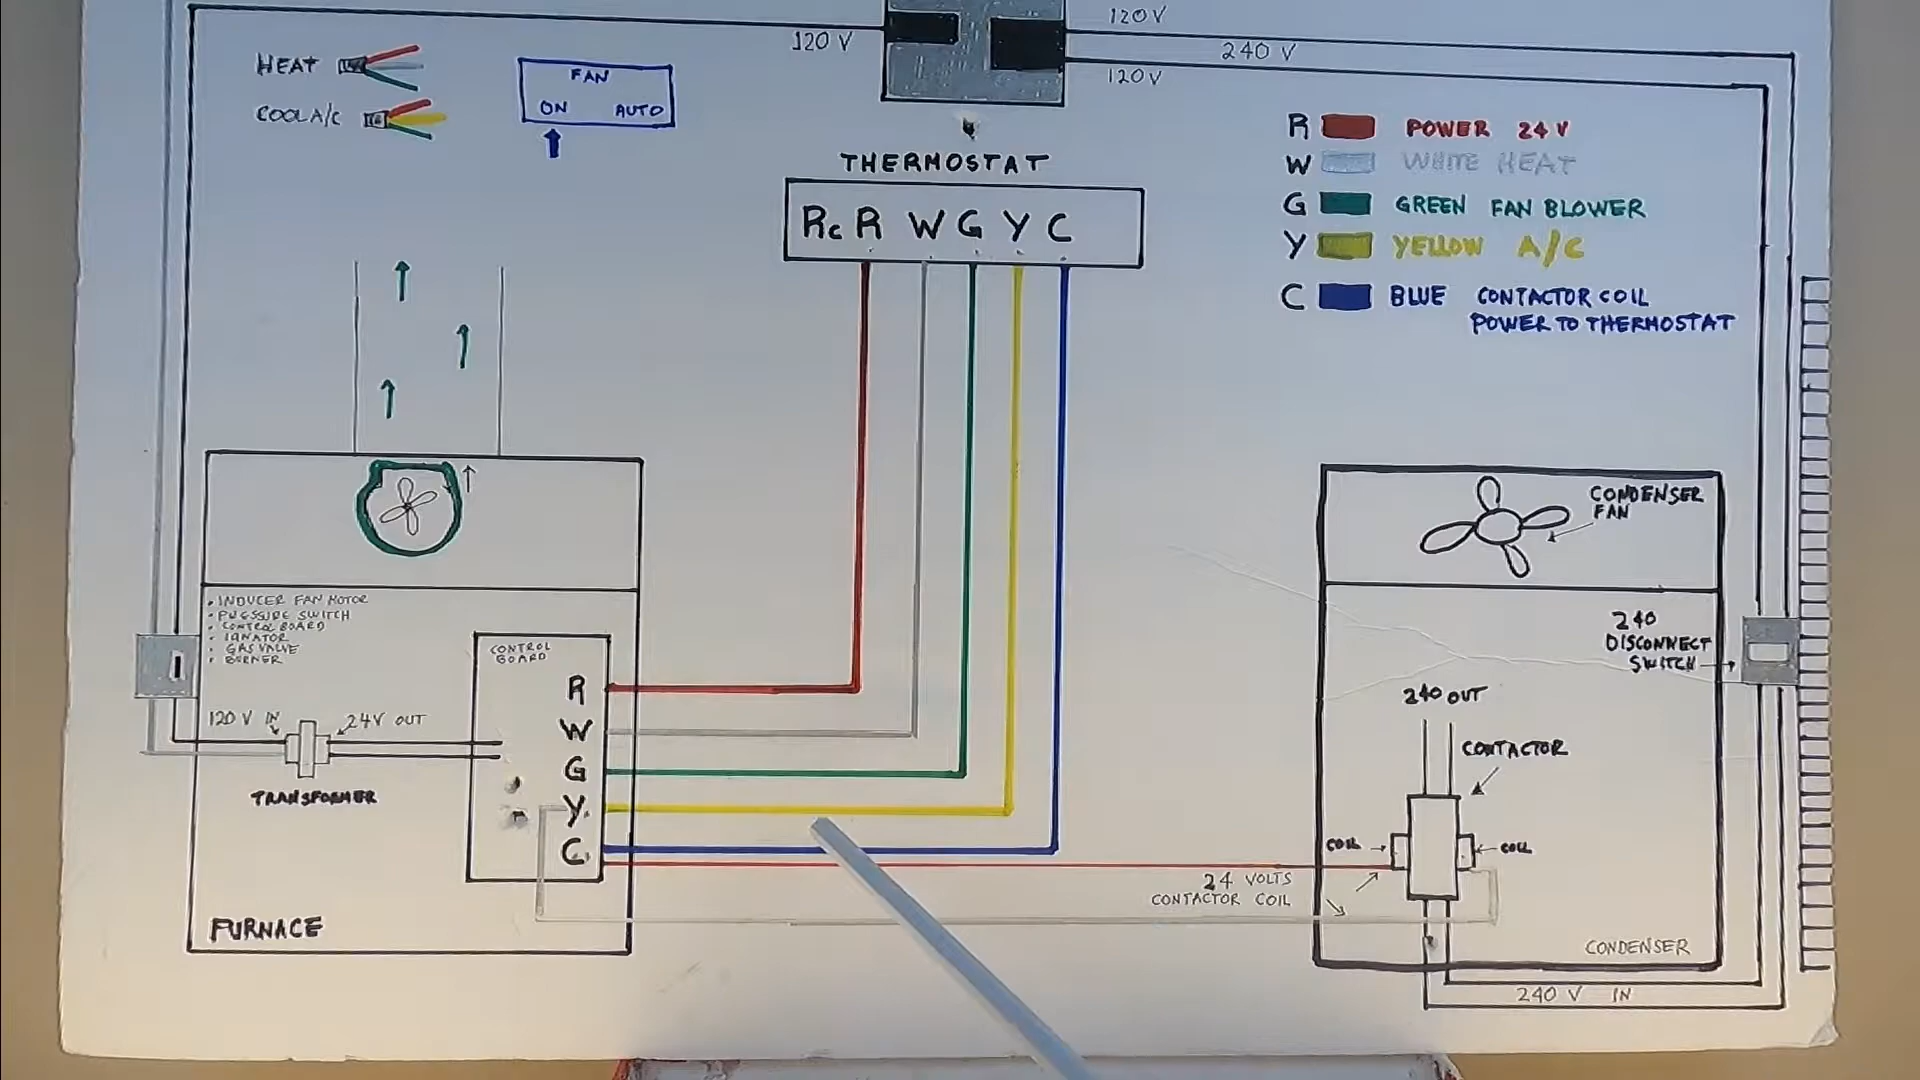 120 V
120 V
240 V
120 V
HEAT
COOL A/C
FAN
ON AUTO
THERMOSTAT
Rc R W G Y C
R POWER 24 V
W WHITE HEAT
G GREEN FAN BLOWER
Y YELLOW A/C
C BLUE CONTACTOR COIL
POWER TO THERMOSTAT
• INDUCER FAN MOTOR
• PUESSURE SWITCH
• CONTROL BOARD
• IGNATOR
• GAS VALVE
• BURNER
CONTROL
BOARD
R
W
G
Y
C
120 V IN
24V OUT
TRANSFORMER
FURNACE
CONDENSER
FAN
240
DISCONNECT
SWITCH
240 OUT
CONTACTOR
COIL
COIL
24 VOLTS
CONTACTOR COIL
CONDENSER
240 V IN